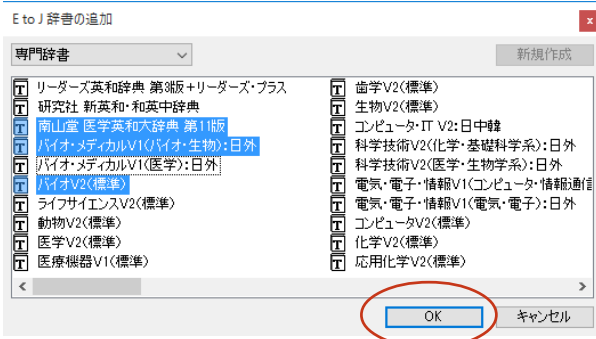 E to J 辞書の追加
x
専門辞書
新規作成
リーダーズ英和辞典 第3版+リーダーズ・プラス
研究社 新英和・和英中辞典
南山堂 医学英和大辞典 第11版
バイオ・メディカルV1(バイオ・生物):日外
バイオ・メディカルV1(医学):日外
バイオV2(標準)
ライフサイエンスV2(標準)
動物V2(標準)
医学V2(標準)
医療機器V1(標準)
歯学V2(標準)
生物V2(標準)
コンピュータ・IT V2:日中韓
科学技術V2(化学・基礎科学系):日外
科学技術V2(医学・生物学系):日外
電気・電子・情報V1(コンピュータ・情報通信
電気・電子・情報V1(電気・電子):日外
コンピュータV2(標準)
化学V2(標準)
応用化学V2(標準)
OK
キャンセル